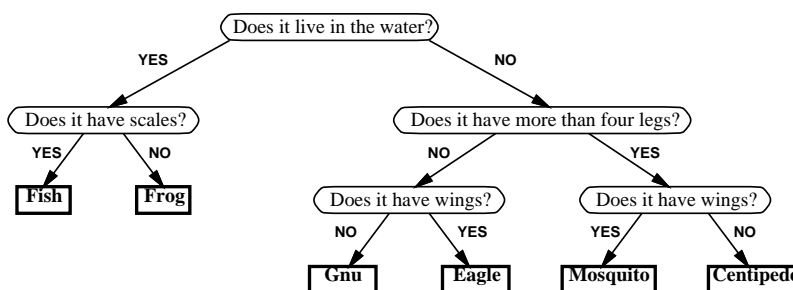 Does it live in the water?
YES
NO
Does it have scales?
Does it have more than four legs?
YES
NO
NO
YES
Fish
Frog
Does it have wings?
Does it have wings?
NO
YES
YES
NO
Gnu
Eagle
Mosquito
Centipede